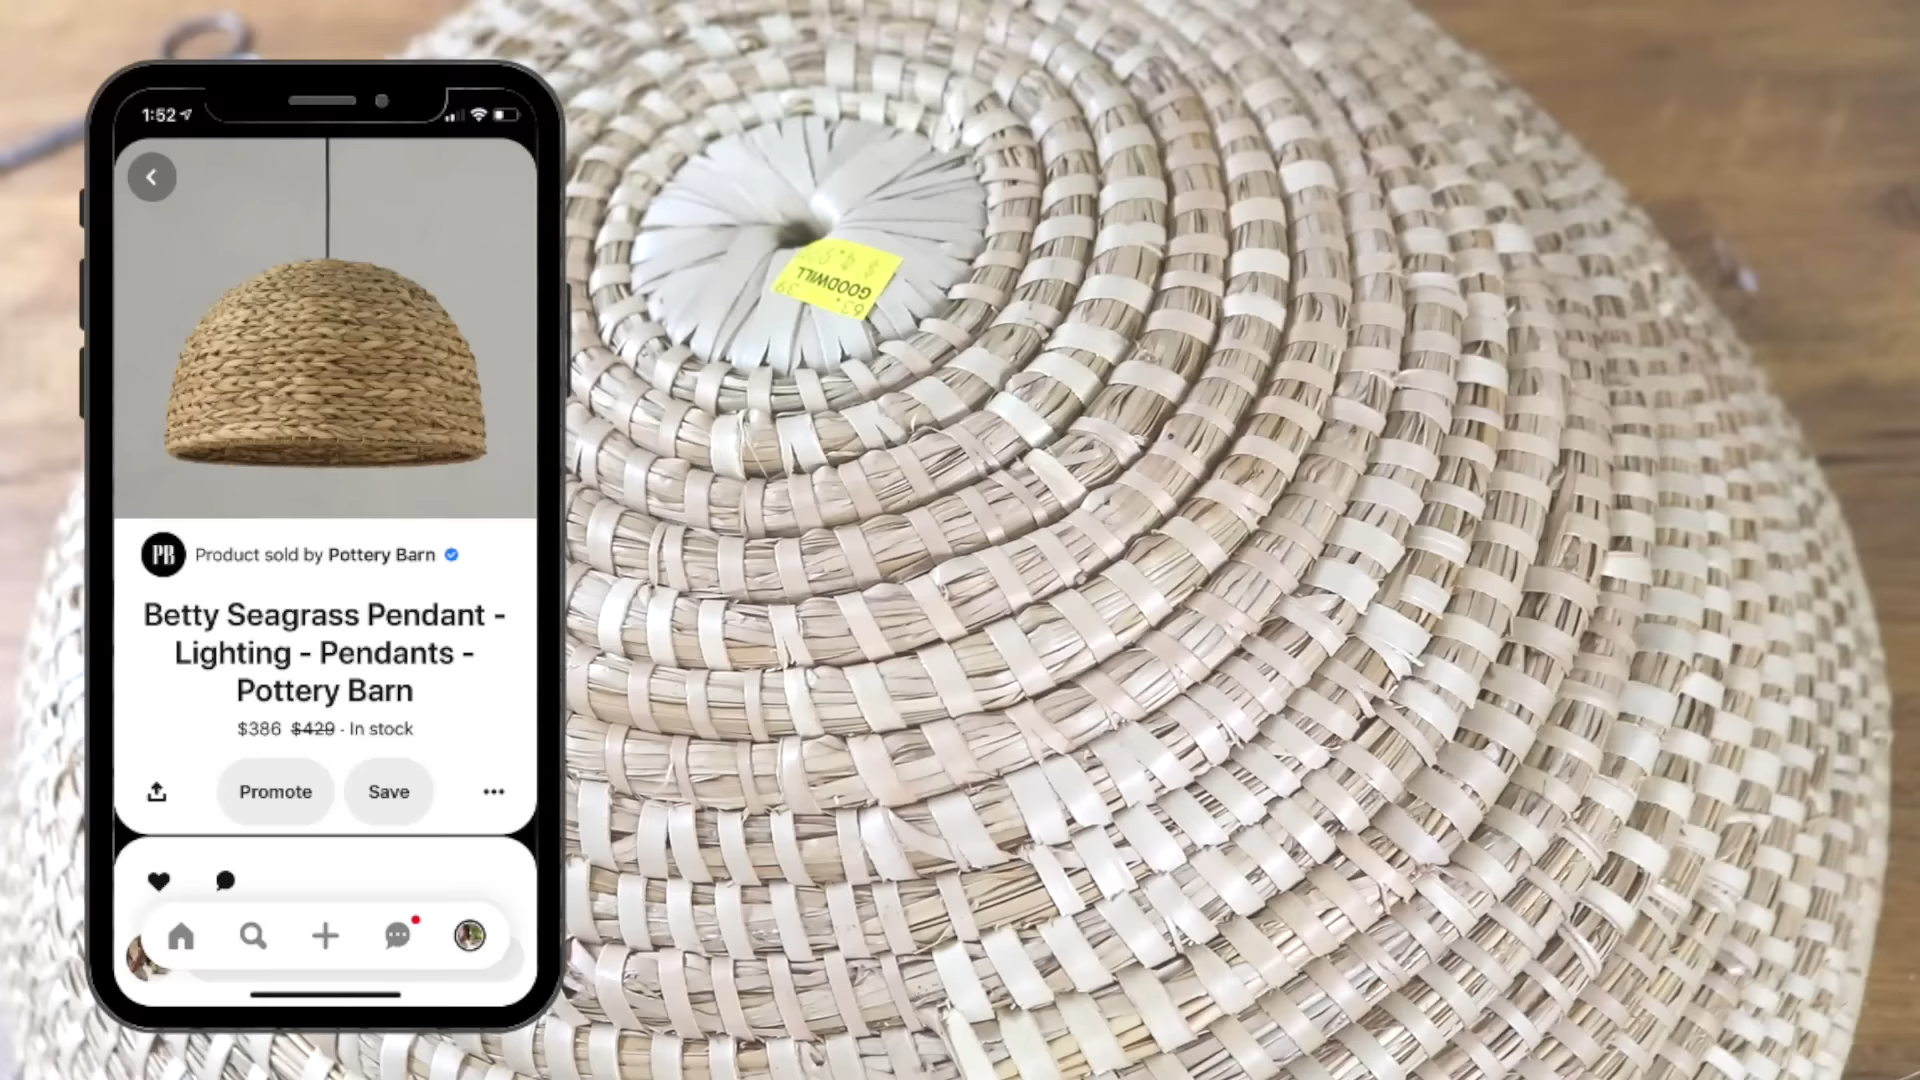 1:52
PB Product sold by Pottery Barn
Betty Seagrass Pendant -
Lighting - Pendants -
Pottery Barn
$386 $429 · In stock
Promote
Save
GOODWILL